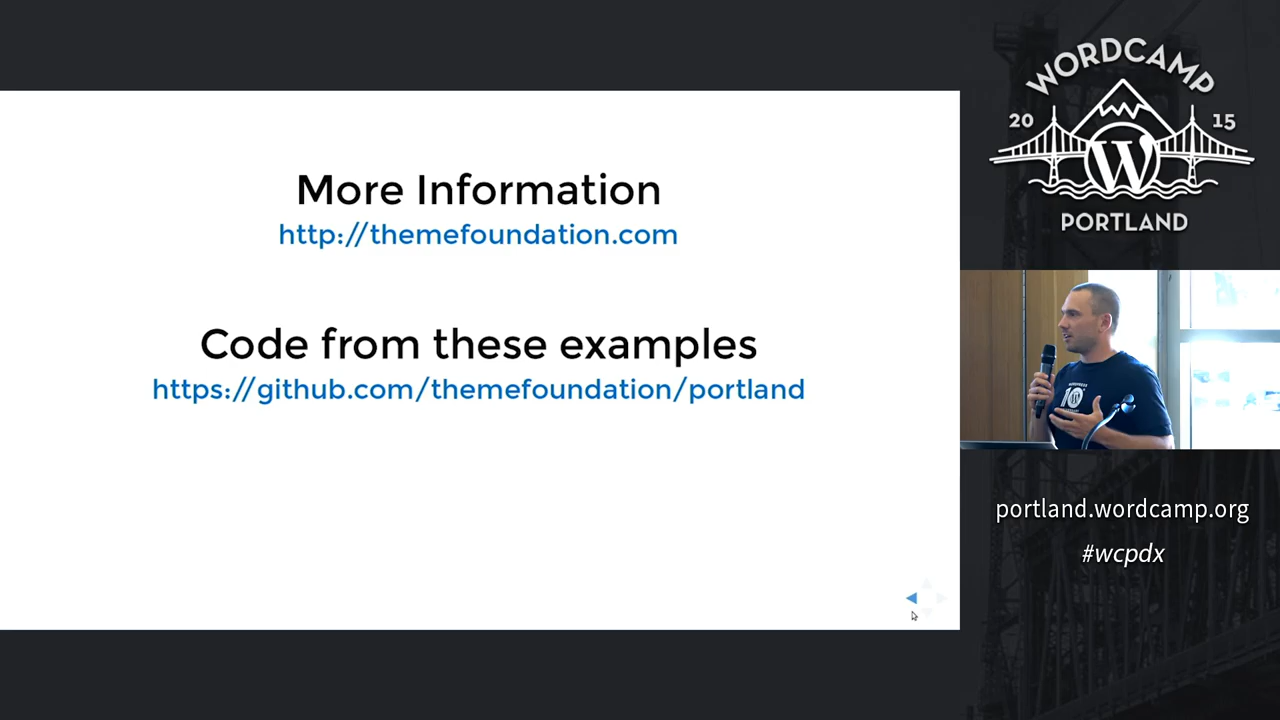 More Information
http://themefoundation.com
Code from these examples
https://github.com/themefoundation/portland
WORDCAMP
20 15
W
PORTLAND
portland.wordcamp.org
#wcpdx